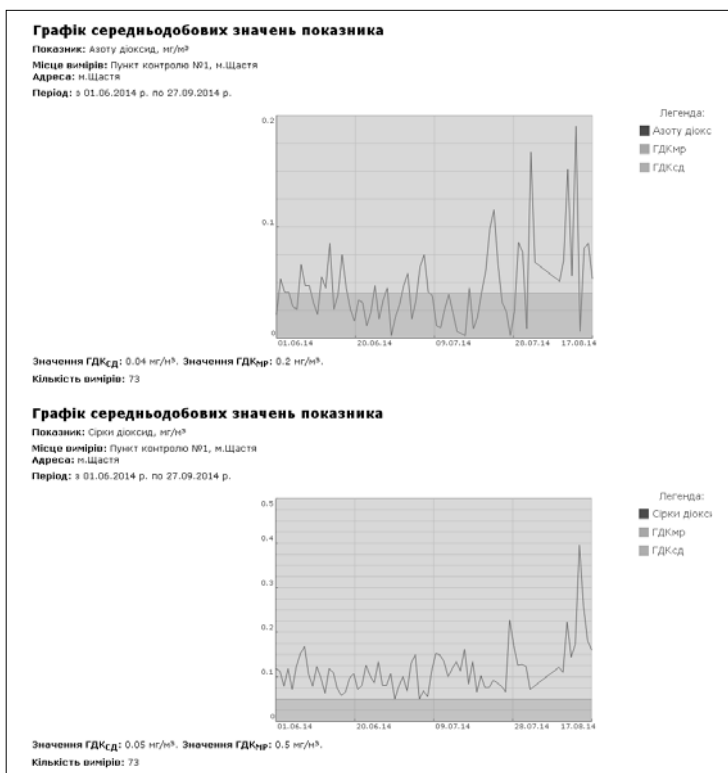 Графік середньодобових значень показника
Показник: Азоту діоксид, мг/м³
Місце вимірів: Пункт контролю №1, м.Щастя
Адреса: м.Щастя
Період: з 01.06.2014 р. по 27.09.2014 р.
Легенда:
Азоту діокс
ГДКмр
ГДКсд
0.2
0.1
0
01.06.14 20.06.14 09.07.14 28.07.14 17.08.14
Значення ГДКСД: 0.04 мг/м³. Значення ГДКМР: 0.2 мг/м³.
Кількість вимірів: 73
Графік середньодобових значень показника
Показник: Сірки діоксид, мг/м³
Місце вимірів: Пункт контролю №1, м.Щастя
Адреса: м.Щастя
Період: з 01.06.2014 р. по 27.09.2014 р.
Легенда:
Сірки діокси
ГДКмр
ГДКсд
0.5
0.4
0.3
0.2
0.1
0
01.06.14 20.06.14 09.07.14 28.07.14 17.08.14
Значення ГДКСД: 0.05 мг/м³. Значення ГДКМР: 0.5 мг/м³.
Кількість вимірів: 73